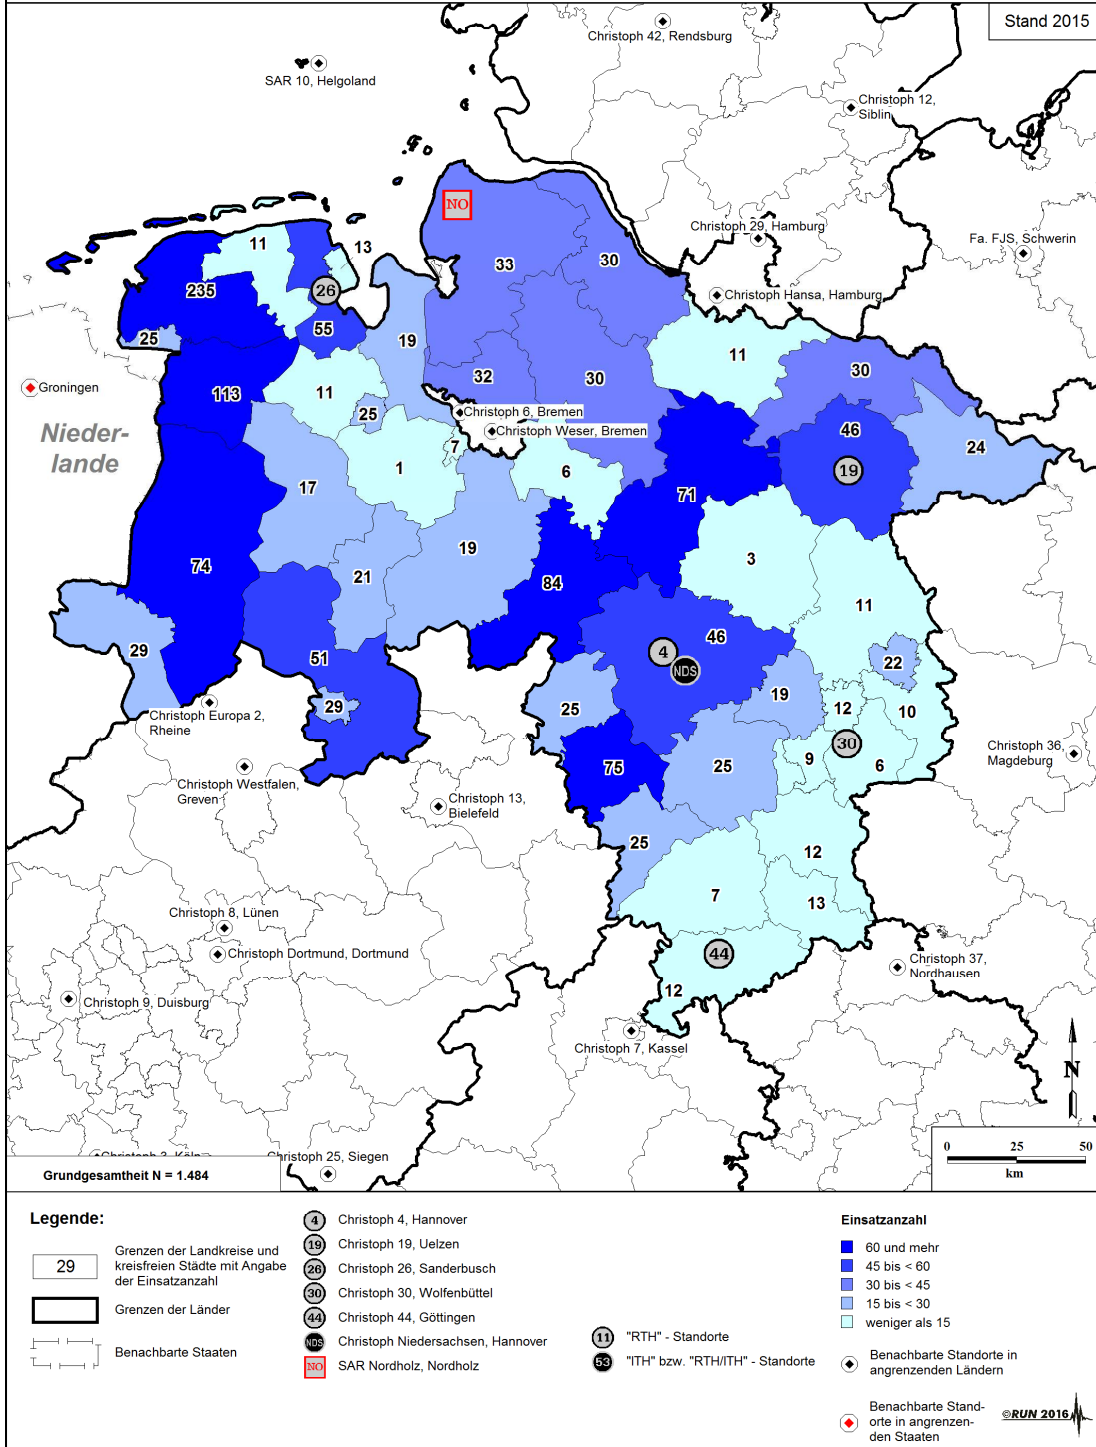 Stand 2015
Christoph 42, Rendsburg
SAR 10, Helgoland
Christoph 12,
Siblin
NO
Christoph 29, Hamburg
Fa. FJS, Schwerin
11
13
33
30
235
26
Christoph Hansa, Hamburg
55
25
19
11
30
Groningen
113
11
32
30
25
Christoph 6, Bremen
Christoph Weser, Bremen
46
Nieder-
lande
7
24
1
6
19
17
71
19
3
74
21
84
11
46
4
NDS
29
51
22
19
25
29
12
10
Christoph Europa 2,
Rheine
30
Christoph 36,
Magdeburg
75
25
9
6
Christoph Westfalen,
Greven
Christoph 13,
Bielefeld
25
12
7
13
Christoph 8, Lünen
Christoph Dortmund, Dortmund
44
Christoph 37,
Nordhausen
12
Christoph 9, Duisburg
Christoph 7, Kassel
N
Christoph 3, Köln
Christoph 25, Siegen
0 25 50
km
Grundgesamtheit N = 1.484
Legende:
29
Grenzen der Landkreise und
kreisfreien Städte mit Angabe
der Einsatzanzahl
Grenzen der Länder
Benachbarte Staaten
4 Christoph 4, Hannover
19 Christoph 19, Uelzen
26 Christoph 26, Sanderbusch
30 Christoph 30, Wolfenbüttel
44 Christoph 44, Göttingen
NDS Christoph Niedersachsen, Hannover
NO SAR Nordholz, Nordholz
11 "RTH" - Standorte
53 "ITH" bzw. "RTH/ITH" - Standorte
Einsatzanzahl
60 und mehr
45 bis < 60
30 bis < 45
15 bis < 30
weniger als 15
Benachbarte Standorte in
angrenzenden Ländern
Benachbarte Stand-
orte in angrenzen-
den Staaten
©RUN 2016